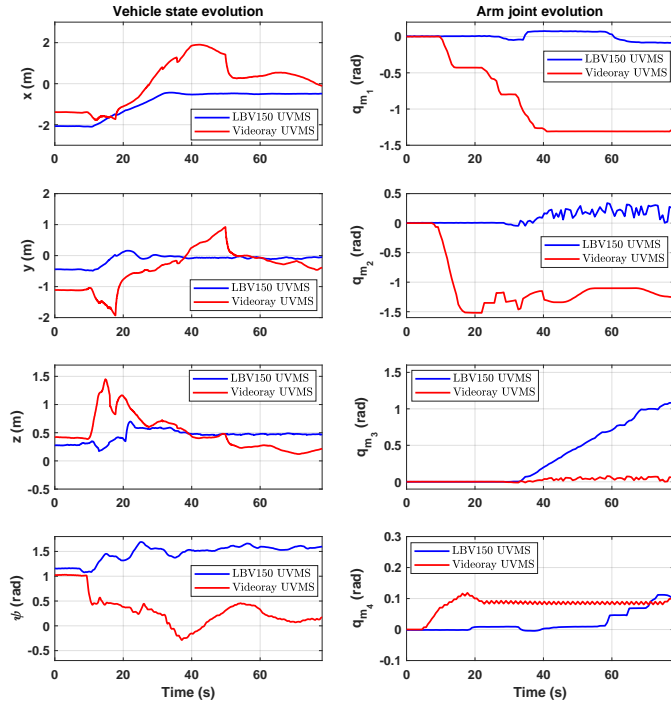 Vehicle state evolution
x (m)
2
0
-2
LBV150 UVMS
Videoray UVMS
0 20 40 60
y (m)
2
1
0
-1
-2
LBV150 UVMS
Videoray UVMS
0 20 40 60
z (m)
1.5
1
0.5
0
-0.5
LBV150 UVMS
Videoray UVMS
0 20 40 60
ψ (rad)
1.5
1
0.5
0
-0.5
LBV150 UVMS
Videoray UVMS
0 20 40 60
Time (s)
Arm joint evolution
q_m1 (rad)
0
-0.5
-1
-1.5
LBV150 UVMS
Videoray UVMS
0 20 40 60
q_m2 (rad)
0.5
0
-0.5
-1
-1.5
LBV150 UVMS
Videoray UVMS
0 20 40 60
q_m3 (rad)
1.5
1
0.5
0
LBV150 UVMS
Videoray UVMS
0 20 40 60
q_m4 (rad)
0.3
0.2
0.1
0
-0.1
LBV150 UVMS
Videoray UVMS
0 20 40 60
Time (s)